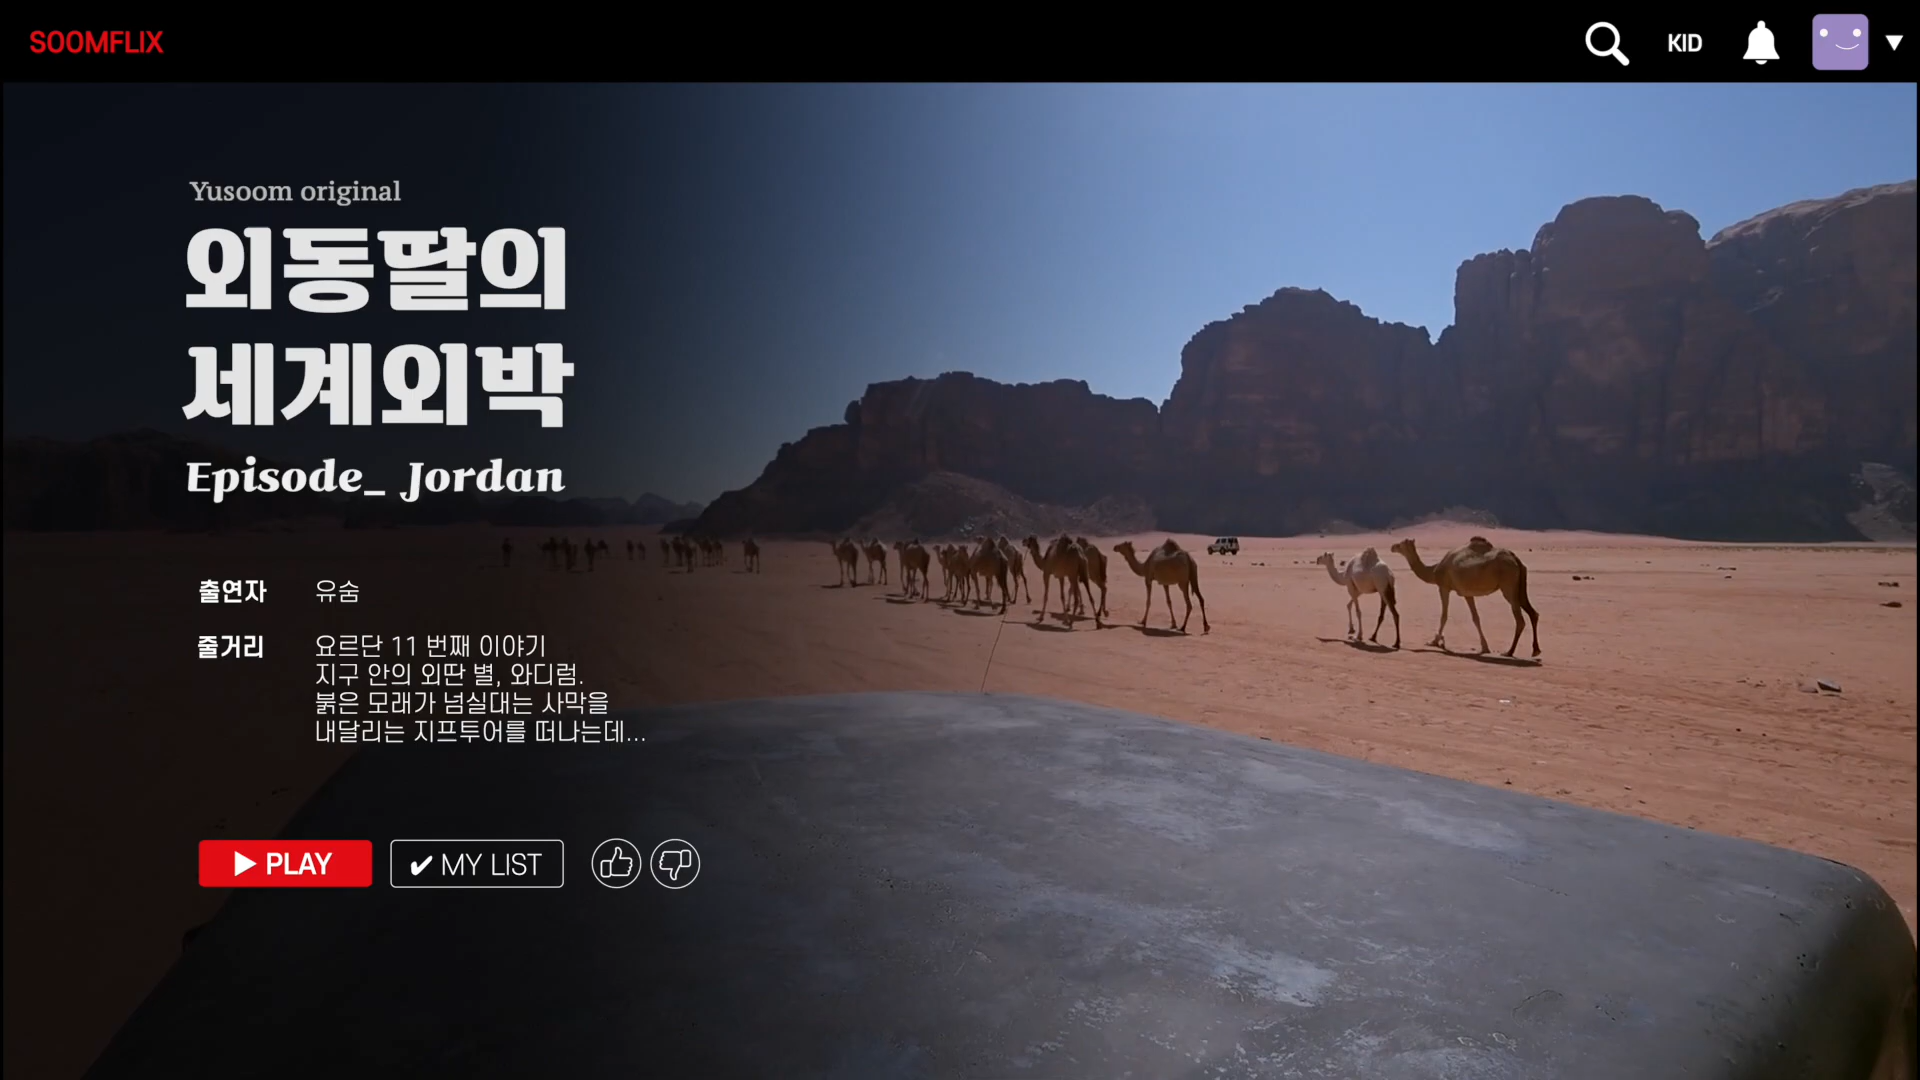 SOOMFLIX
KID
Yusoom original
외동딸의
세계외박
Episode_ Jordan
출연자 유숨
줄거리 요르단 11 번째 이야기
지구 안의 외딴 별, 와디럼.
붉은 모래가 넘실대는 사막을
내달리는 지프투어를 떠나는데...
PLAY
MY LIST